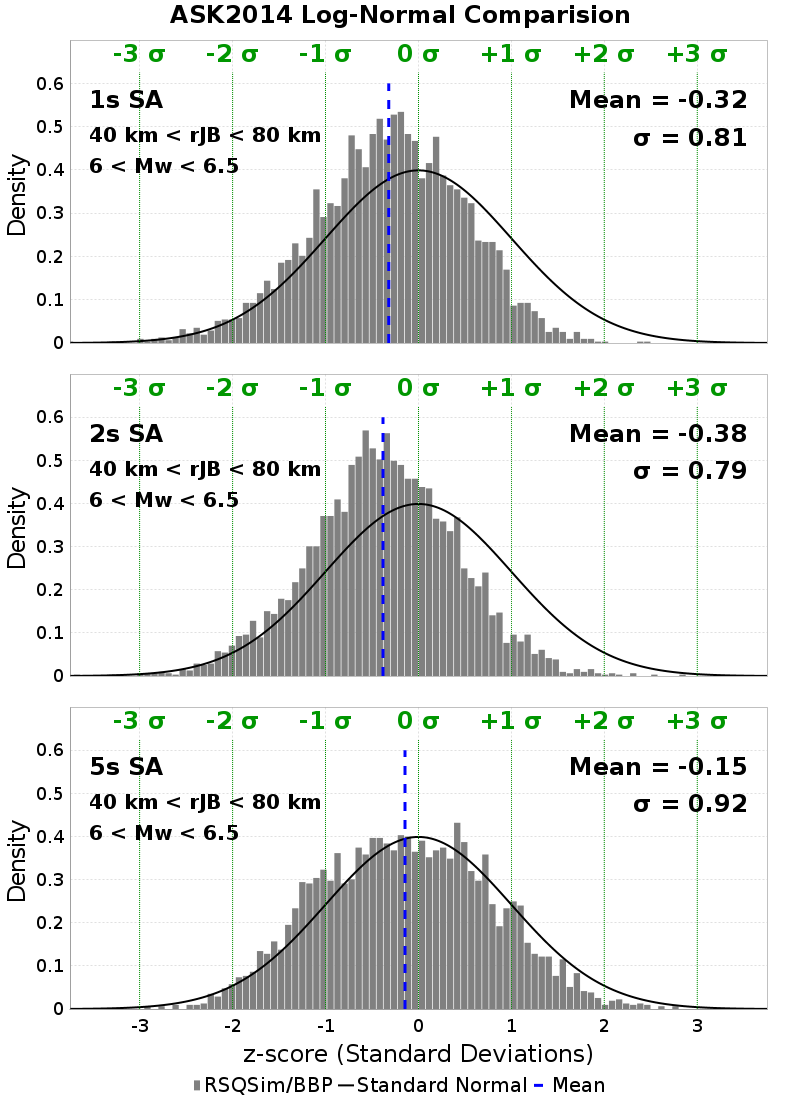 ASK2014 Log-Normal Comparision
-3 σ -2 σ -1 σ 0 σ +1 σ +2 σ +3 σ
1s SA
40 km < rJB < 80 km
6 < Mw < 6.5
Mean = -0.32
σ = 0.81
Density
0.6
0.5
0.4
0.3
0.2
0.1
0
-3 σ -2 σ -1 σ 0 σ +1 σ +2 σ +3 σ
2s SA
40 km < rJB < 80 km
6 < Mw < 6.5
Mean = -0.38
σ = 0.79
Density
0.6
0.5
0.4
0.3
0.2
0.1
0
-3 σ -2 σ -1 σ 0 σ +1 σ +2 σ +3 σ
5s SA
40 km < rJB < 80 km
6 < Mw < 6.5
Mean = -0.15
σ = 0.92
Density
0.6
0.5
0.4
0.3
0.2
0.1
0
-3 -2 -1 0 1 2 3
z-score (Standard Deviations)
RSQSim/BBP Standard Normal Mean